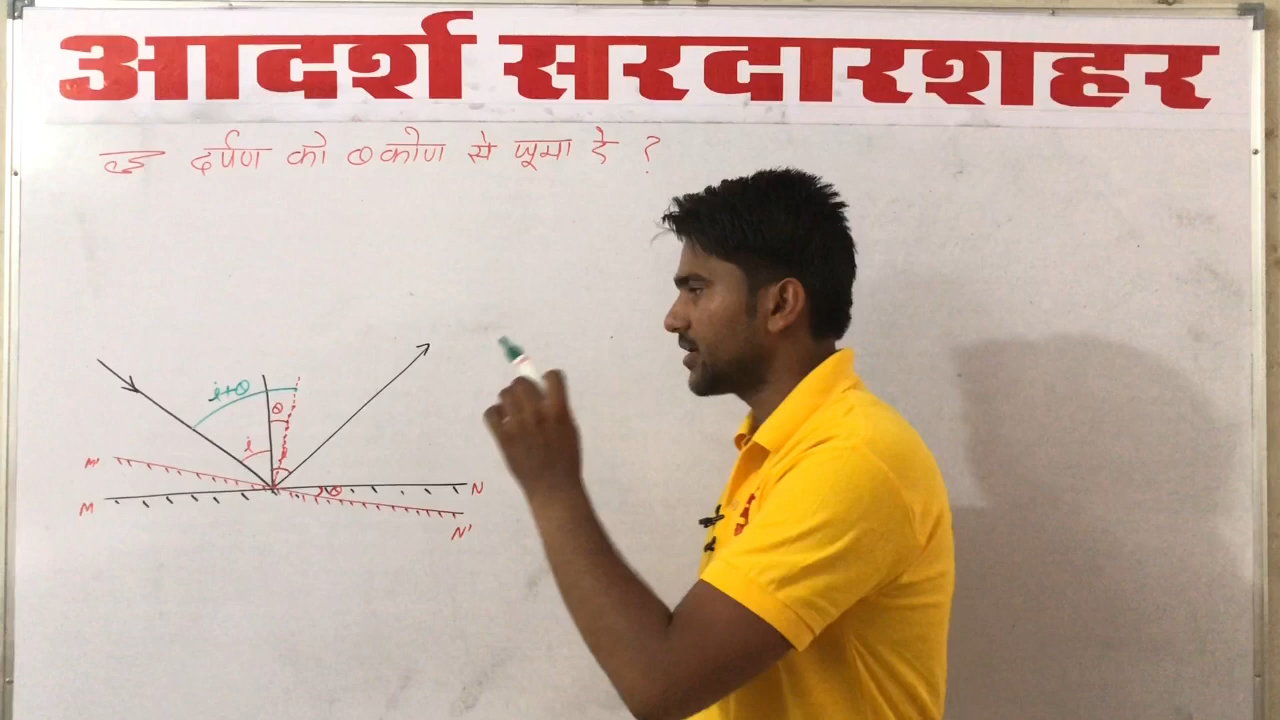 आदर्श सरदारशहर
दर्पण को θ कोण से घूमा दे ?
i+θ
θ
i
M'
M
θ
N
N'